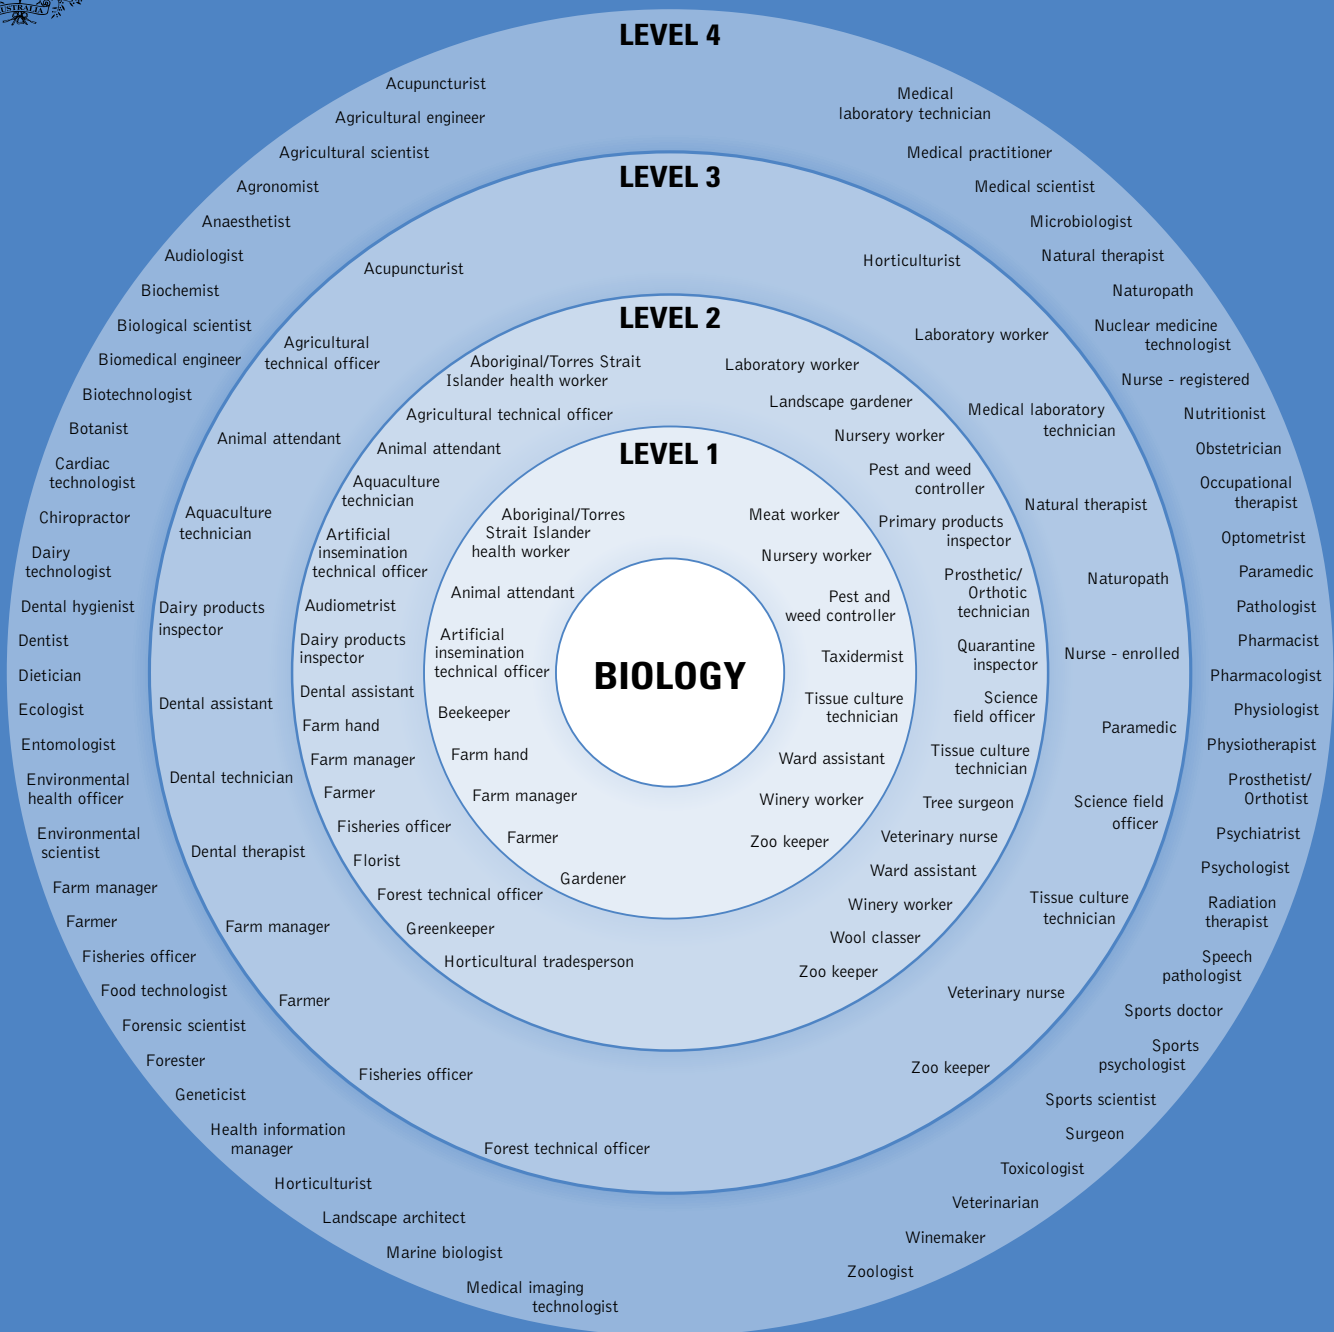 AUSTRALIA
LEVEL 4
Acupuncturist
Agricultural engineer
Agricultural scientist
Agronomist
Anaesthetist
Audiologist
Biochemist
Biological scientist
Biomedical engineer
Biotechnologist
Botanist
Cardiac
technologist
Chiropractor
Dairy
technologist
Dental hygienist
Dentist
Dietician
Ecologist
Entomologist
Environmental
health officer
Environmental
scientist
Farm manager
Farmer
Fisheries officer
Food technologist
Forensic scientist
Forester
Geneticist
Health information
manager
Horticulturist
Landscape architect
Marine biologist
Medical imaging
technologist
Medical
laboratory technician
Medical practitioner
Medical scientist
Microbiologist
Natural therapist
Naturopath
Nuclear medicine
technologist
Nurse - registered
Nutritionist
Obstetrician
Occupational
therapist
Optometrist
Paramedic
Pathologist
Pharmacist
Pharmacologist
Physiologist
Physiotherapist
Prosthetist/
Orthotist
Psychiatrist
Psychologist
Radiation
therapist
Speech
pathologist
Sports doctor
Sports
psychologist
Sports scientist
Surgeon
Toxicologist
Veterinarian
Winemaker
Zoologist
LEVEL 3
Acupuncturist
Agricultural
technical officer
Animal attendant
Aquaculture
technician
Dairy products
inspector
Dental assistant
Dental technician
Dental therapist
Farm manager
Farmer
Fisheries officer
Forest technical officer
Horticulturist
Laboratory worker
Medical laboratory
technician
Natural therapist
Naturopath
Nurse - enrolled
Paramedic
Science field
officer
Tissue culture
technician
Veterinary nurse
Zoo keeper
LEVEL 2
Aboriginal/Torres Strait
Islander health worker
Agricultural technical officer
Animal attendant
Aquaculture
technician
Artificial
insemination
technical officer
Audiometrist
Dairy products
inspector
Dental assistant
Farm hand
Farm manager
Farmer
Fisheries officer
Florist
Forest technical officer
Greenkeeper
Horticultural tradesperson
Laboratory worker
Landscape gardener
Nursery worker
Pest and weed
controller
Primary products
inspector
Prosthetic/
Orthotic
technician
Quarantine
inspector
Science
field officer
Tissue culture
technician
Tree surgeon
Veterinary nurse
Ward assistant
Winery worker
Wool classer
Zoo keeper
LEVEL 1
Aboriginal/Torres
Strait Islander
health worker
Animal attendant
Artificial
insemination
technical officer
Beekeeper
Farm hand
Farm manager
Farmer
Gardener
Meat worker
Nursery worker
Pest and
weed controller
Taxidermist
Tissue culture
technician
Ward assistant
Winery worker
Zoo keeper
BIOLOGY